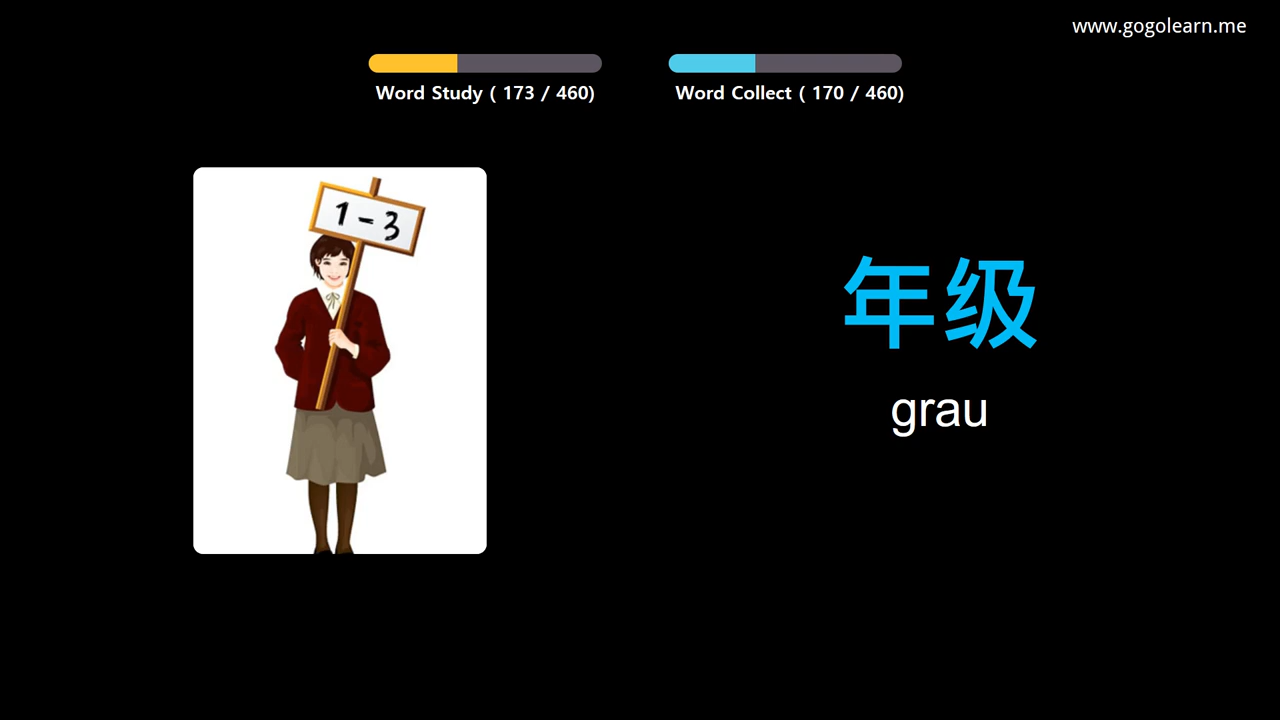 www.gogolearn.me
Word Study ( 173 / 460)
Word Collect ( 170 / 460)
1 - 3
年级
grau